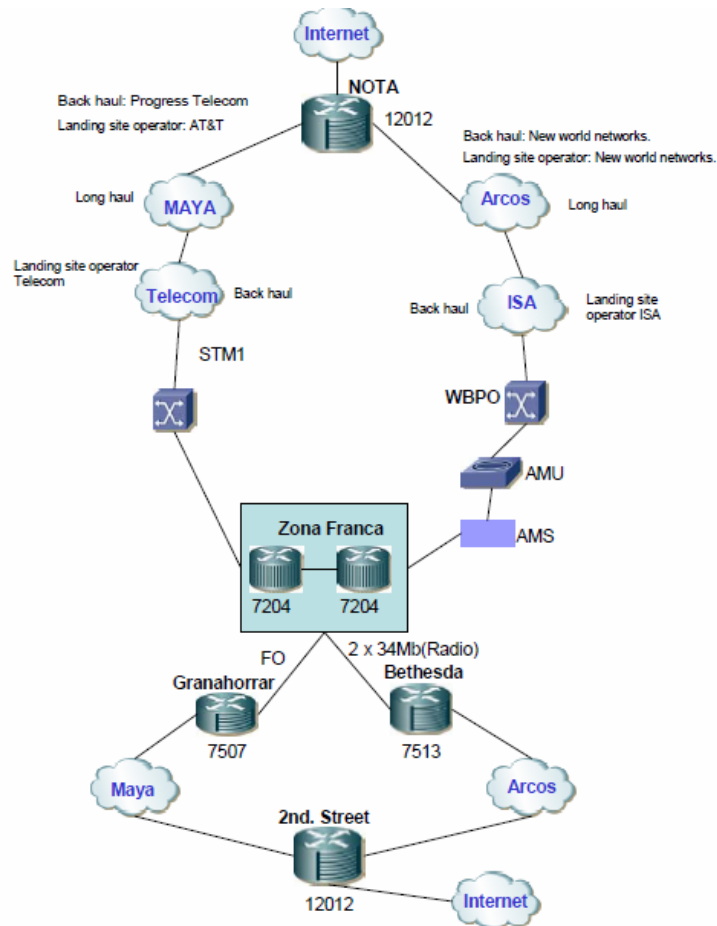 Internet
NOTA
Back haul: Progress Telecom
Landing site operator: AT&T
12012
Back haul: New world networks.
Landing site operator: New world networks.
Long haul
MAYA
Arcos
Long haul
Landing site operator
Telecom
Telecom
Back haul
Back haul
ISA
Landing site
operator ISA
STM1
WBPO
AMU
AMS
Zona Franca
7204
7204
FO
2 x 34Mb(Radio)
Granahorrar
Bethesda
7507
7513
Maya
Arcos
2nd. Street
12012
Internet